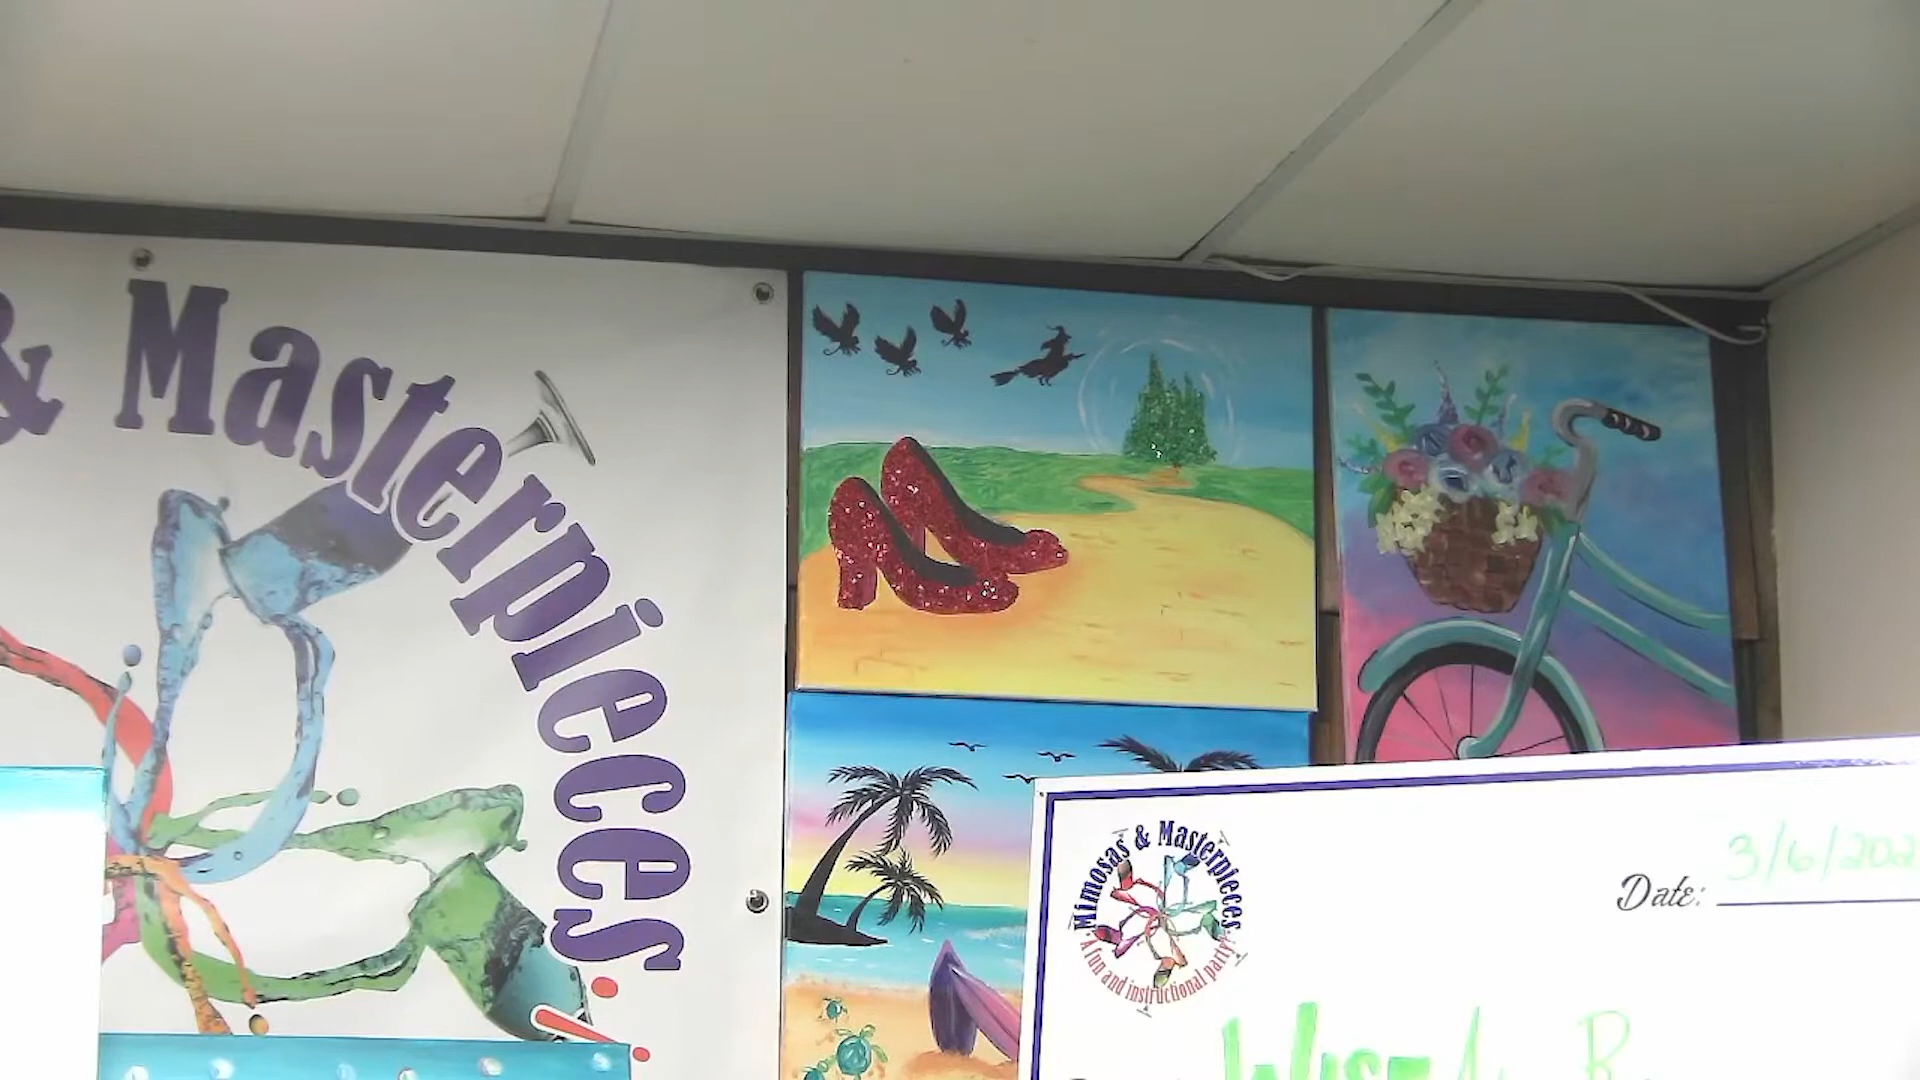 & Masterpieces
Mimosas & Masterpieces
A fun and instructional party!
Date: 3/6/202